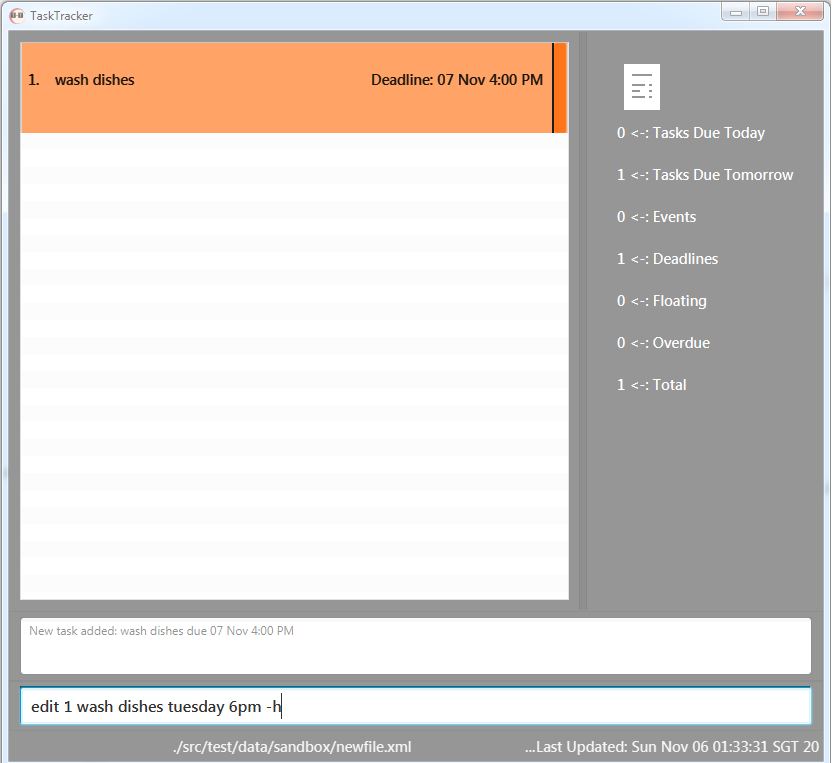 TaskTracker
1. wash dishes Deadline: 07 Nov 4:00 PM
0 <-: Tasks Due Today
1 <-: Tasks Due Tomorrow
0 <-: Events
1 <-: Deadlines
0 <-: Floating
0 <-: Overdue
1 <-: Total
New task added: wash dishes due 07 Nov 4:00 PM
edit 1 wash dishes tuesday 6pm -h
./src/test/data/sandbox/newfile.xml ...Last Updated: Sun Nov 06 01:33:31 SGT 20